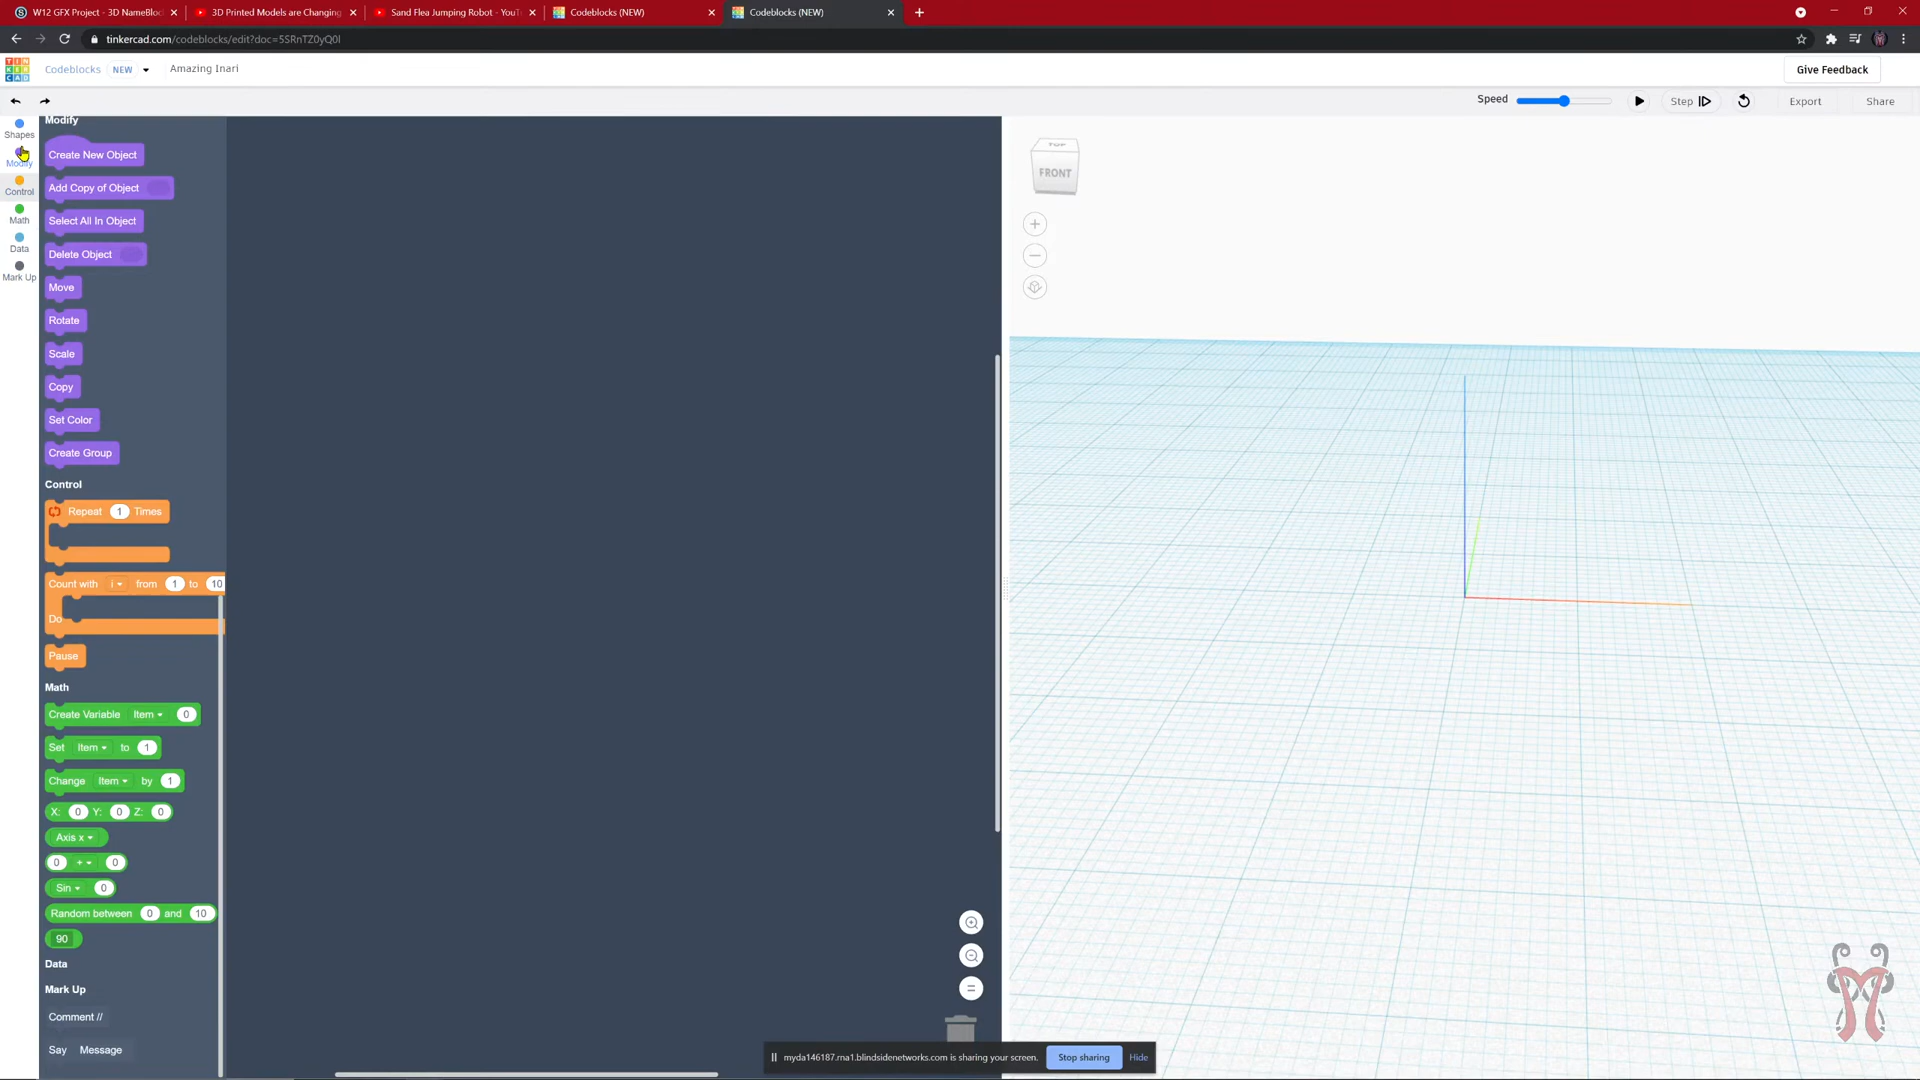 W12 GFX Project - 3D NameBloc
3D Printed Models are Changing
Sand Flea Jumping Robot - YouT
Codeblocks (NEW)
Codeblocks (NEW)
tinkercad.com/codeblocks/edit?doc=5SRnTZ0yQ0l
TIN
KER
CAD
Codeblocks NEW
Amazing Inari
Give Feedback
Speed
Step
Export
Share
Shapes
Modify
Control
Math
Data
Mark Up
Modify
Create New Object
Add Copy of Object
Select All In Object
Delete Object
Move
Rotate
Scale
Copy
Set Color
Create Group
Control
Repeat 1 Times
Count with i from 1 to 10
Do
Pause
Math
Create Variable Item 0
Set Item to 1
Change Item by 1
X: 0 Y: 0 Z: 0
Axis x
0 + 0
Sin 0
Random between 0 and 10
90
Data
Mark Up
Comment //
Say Message
TOP
FRONT
myda146187.rna1.blindsidenetworks.com is sharing your screen.
Stop sharing
Hide